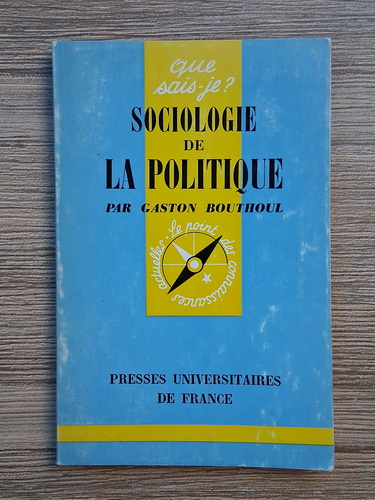 que
sais-je?
SOCIOLOGIE
DE
LA POLITIQUE
PAR GASTON BOUTHOUL
Le point des connaissances actuelles.
PRESSES UNIVERSITAIRES
DE FRANCE